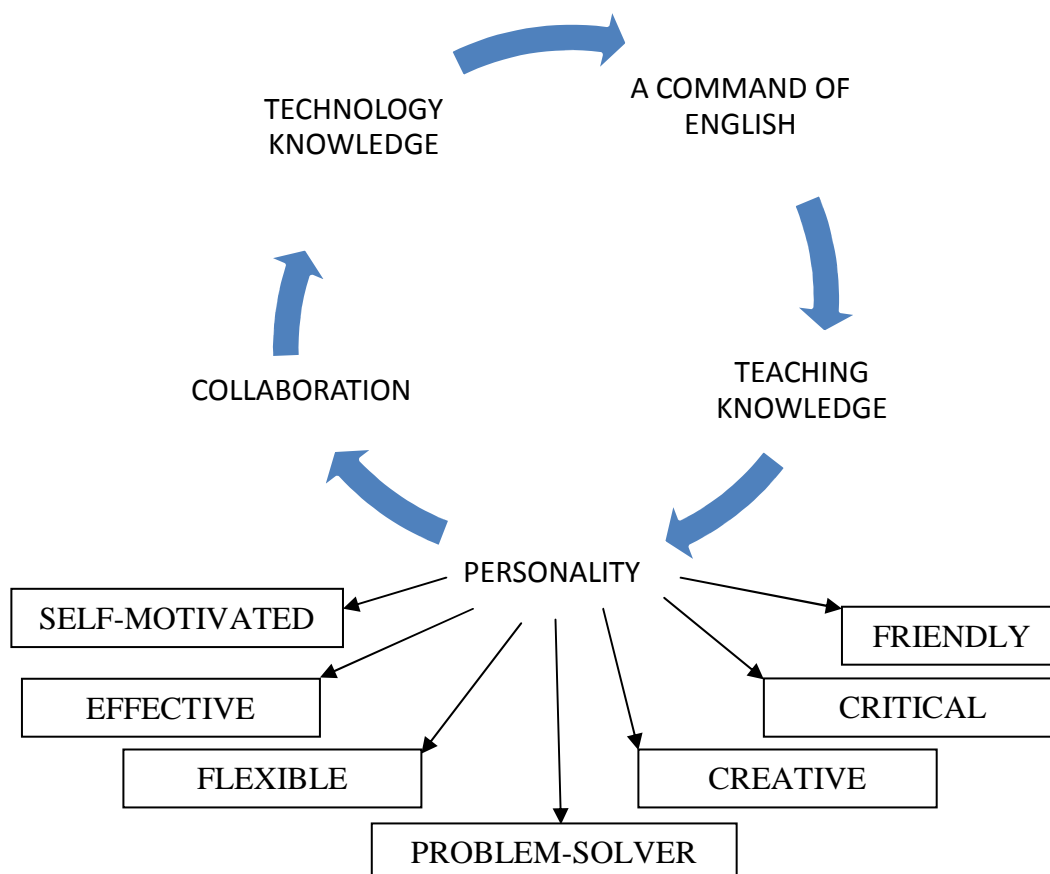 A COMMAND OF
ENGLISH
TECHNOLOGY
KNOWLEDGE
TEACHING
KNOWLEDGE
COLLABORATION
PERSONALITY
SELF-MOTIVATED
FRIENDLY
EFFECTIVE
CRITICAL
FLEXIBLE
CREATIVE
PROBLEM-SOLVER